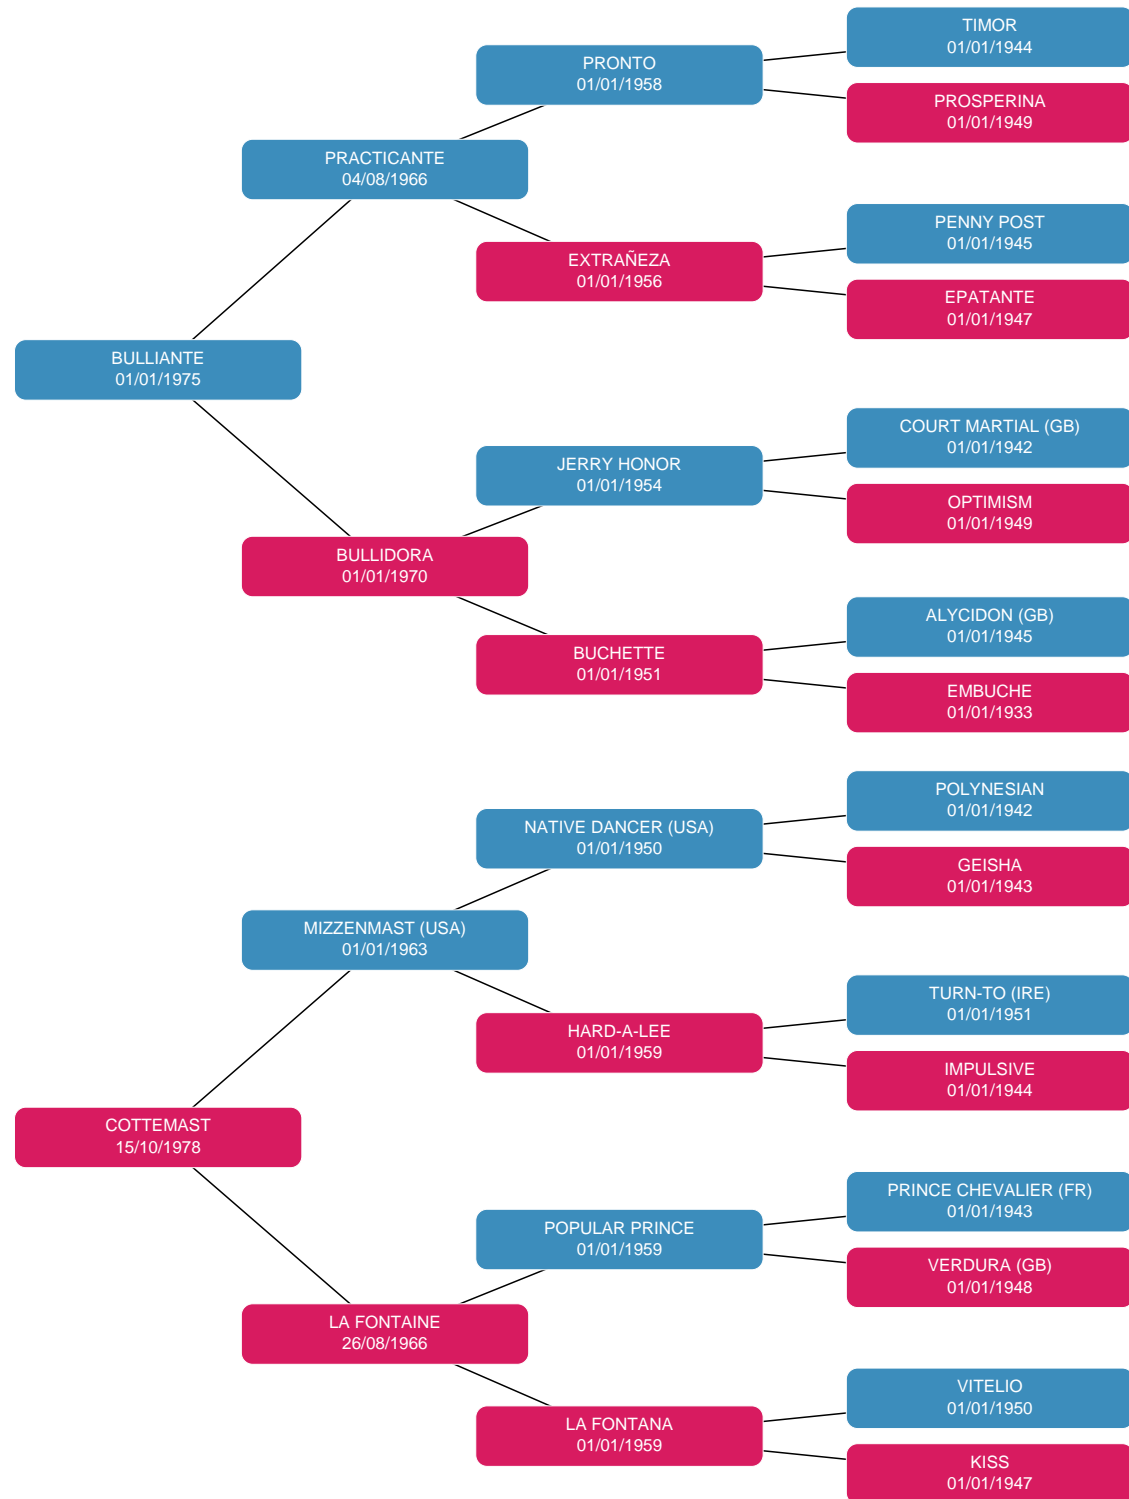 TIMOR
01/01/1944
PRONTO
01/01/1958
PROSPERINA
01/01/1949
PRACTICANTE
04/08/1966
PENNY POST
01/01/1945
EXTRAÑEZA
01/01/1956
EPATANTE
01/01/1947
BULLIANTE
01/01/1975
COURT MARTIAL (GB)
01/01/1942
JERRY HONOR
01/01/1954
OPTIMISM
01/01/1949
BULLIDORA
01/01/1970
ALYCIDON (GB)
01/01/1945
BUCHETTE
01/01/1951
EMBUCHE
01/01/1933
POLYNESIAN
01/01/1942
NATIVE DANCER (USA)
01/01/1950
GEISHA
01/01/1943
MIZZENMAST (USA)
01/01/1963
TURN-TO (IRE)
01/01/1951
HARD-A-LEE
01/01/1959
IMPULSIVE
01/01/1944
COTTEMAST
15/10/1978
PRINCE CHEVALIER (FR)
01/01/1943
POPULAR PRINCE
01/01/1959
VERDURA (GB)
01/01/1948
LA FONTAINE
26/08/1966
VITELIO
01/01/1950
LA FONTANA
01/01/1959
KISS
01/01/1947